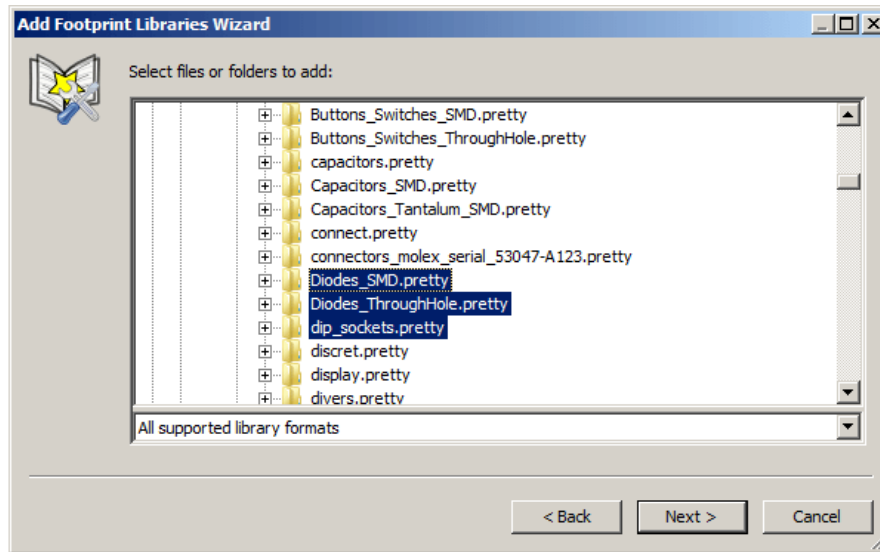 Add Footprint Libraries Wizard
Select files or folders to add:
Buttons_Switches_SMD.pretty
Buttons_Switches_ThroughHole.pretty
capacitors.pretty
Capacitors_SMD.pretty
Capacitors_Tantalum_SMD.pretty
connect.pretty
connectors_molex_serial_53047-A123.pretty
Diodes_SMD.pretty
Diodes_ThroughHole.pretty
dip_sockets.pretty
discret.pretty
display.pretty
divers.pretty
All supported library formats
< Back Next > Cancel